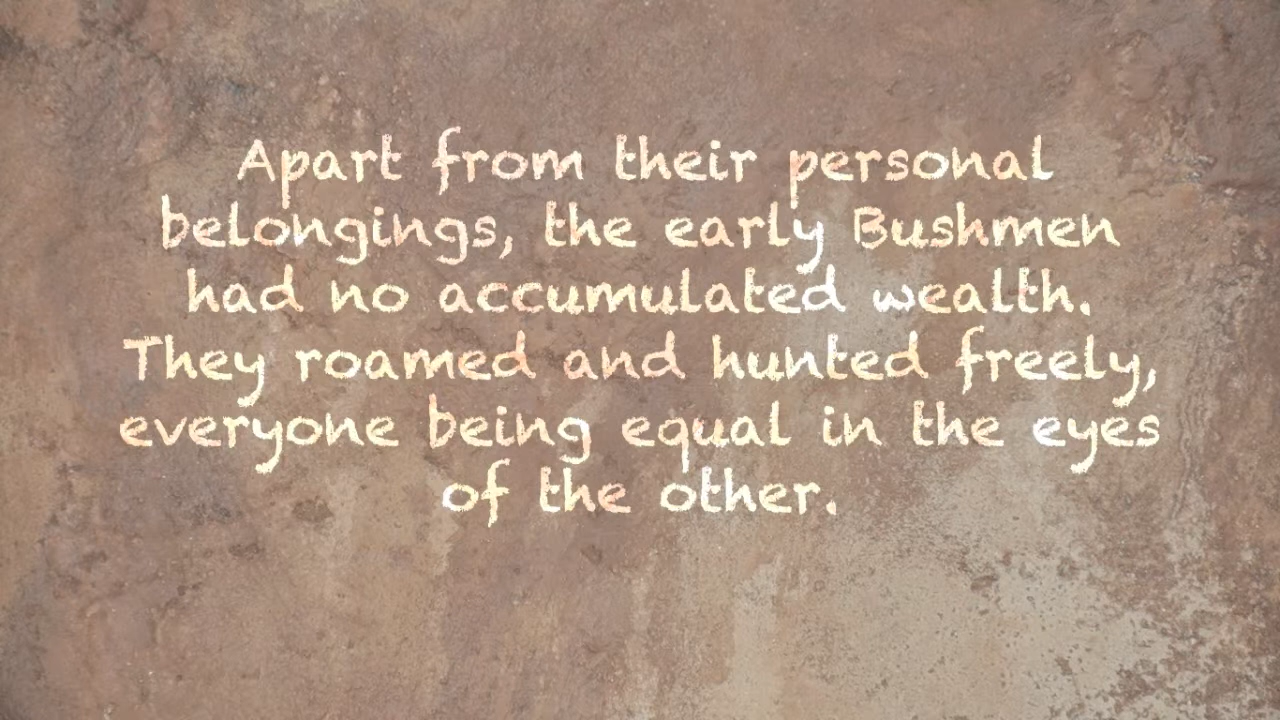 Apart from their personal
belongings, the early Bushmen
had no accumulated wealth.
They roamed and hunted freely,
everyone being equal in the eyes
of the other.